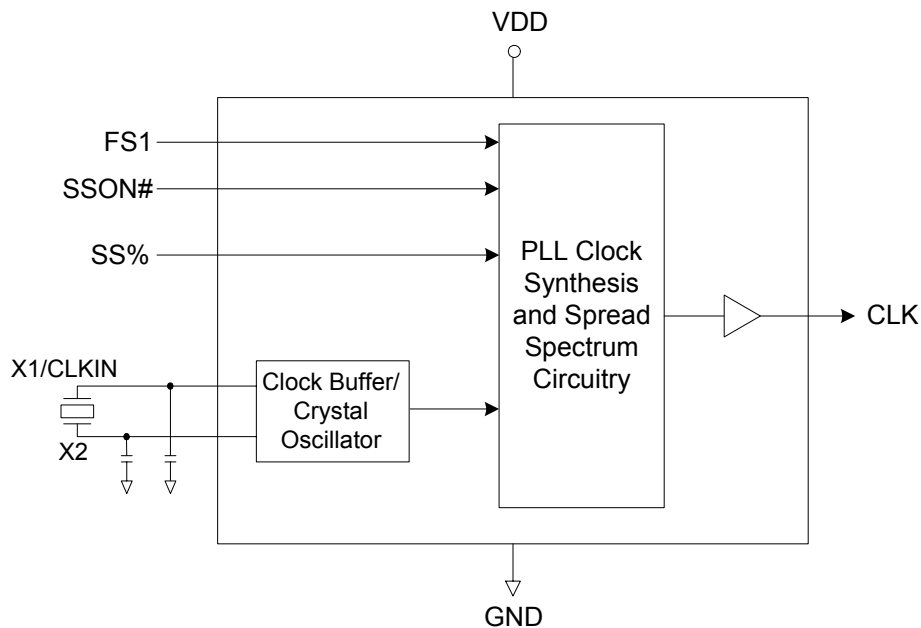 VDD
FS1
SSON#
SS%
PLL Clock
Synthesis
and Spread
Spectrum
Circuitry
CLK
X1/CLKIN
Clock Buffer/
Crystal
Oscillator
X2
GND